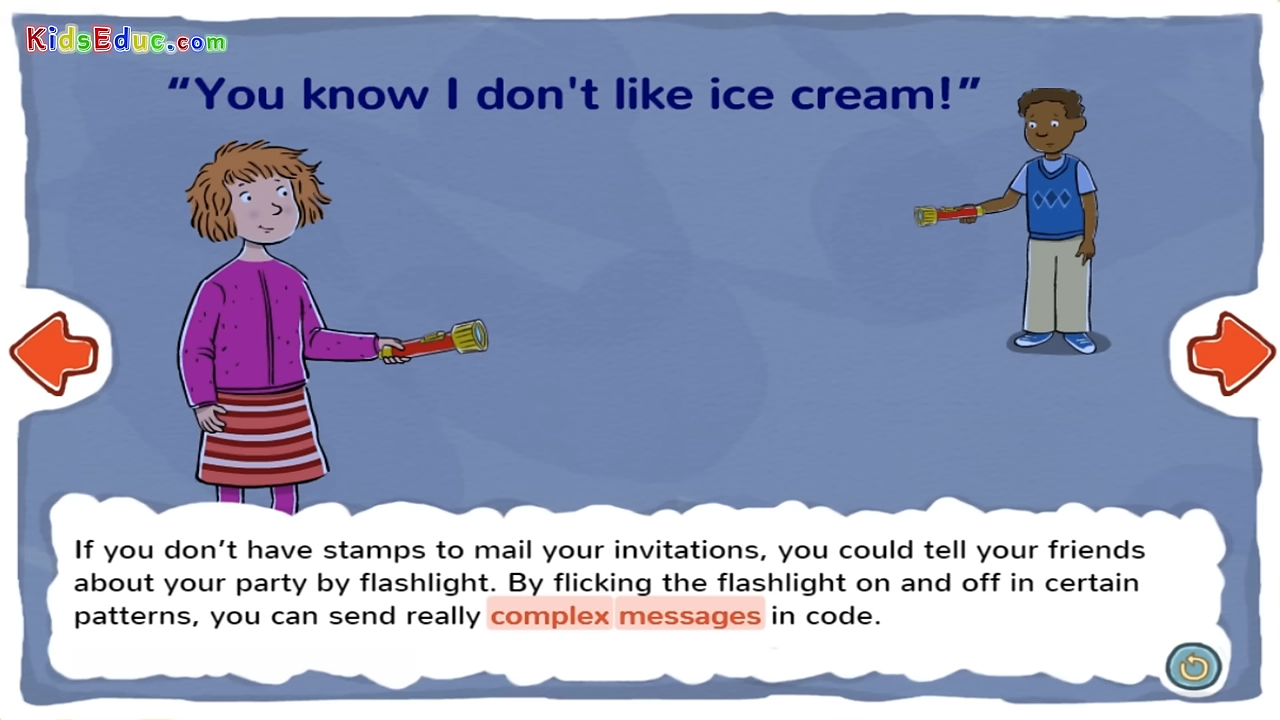 KidsEduc.com
“You know I don't like ice cream!”
If you don’t have stamps to mail your invitations, you could tell your friends
about your party by flashlight. By flicking the flashlight on and off in certain
patterns, you can send really complex messages in code.